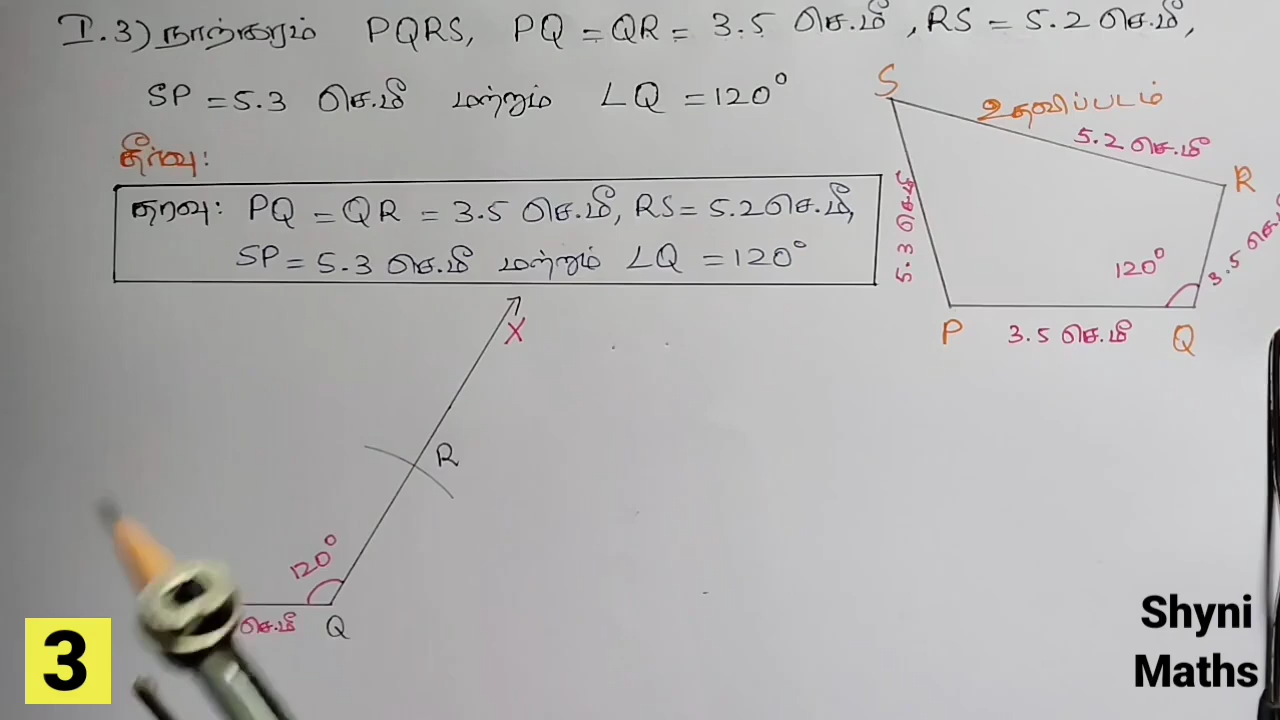 I.3) நாற்கரம் PQRS, PQ = QR = 3.5 செ.மீ, RS = 5.2 செ.மீ,
SP = 5.3 செ.மீ மற்றும் ∠Q = 120°
தீர்வு:
தரவு: PQ = QR = 3.5 செ.மீ, RS = 5.2 செ.மீ,
SP = 5.3 செ.மீ மற்றும் ∠Q = 120°
S
உதவிப்படம்
5.2 செ.மீ
R
5.3 செ.மீ
120°
3.5 செ.மீ
P
3.5 செ.மீ
Q
X
R
120°
செ.மீ
Q
3
Shyni
Maths